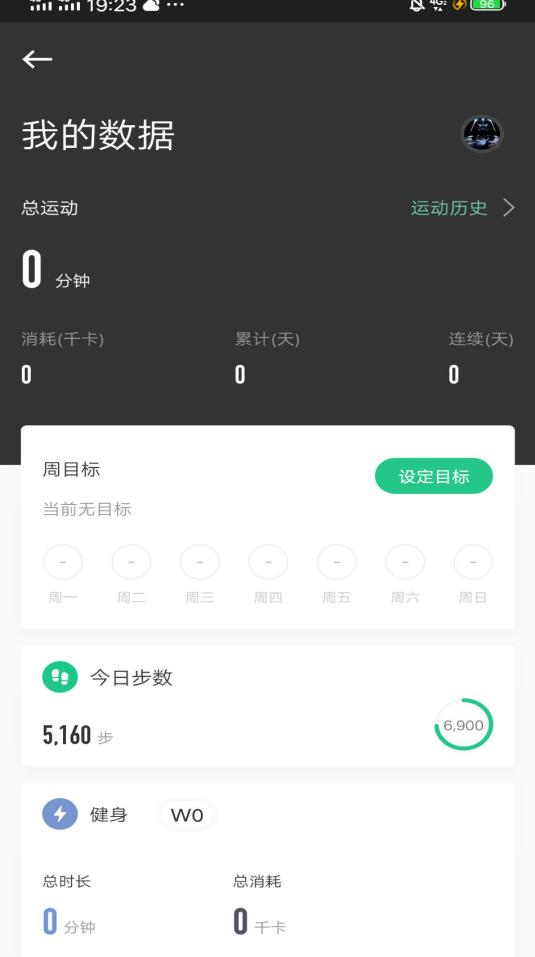 19:23 ... 4G 96
我的数据
总运动 运动历史
0 分钟
消耗(千卡) 累计(天) 连续(天)
0 0 0
周目标 设定目标
当前无目标
- - - - - - -
周一 周二 周三 周四 周五 周六 周日
今日步数
5,160 步 6,900
健身 W0
总时长 总消耗
0 分钟 0 千卡